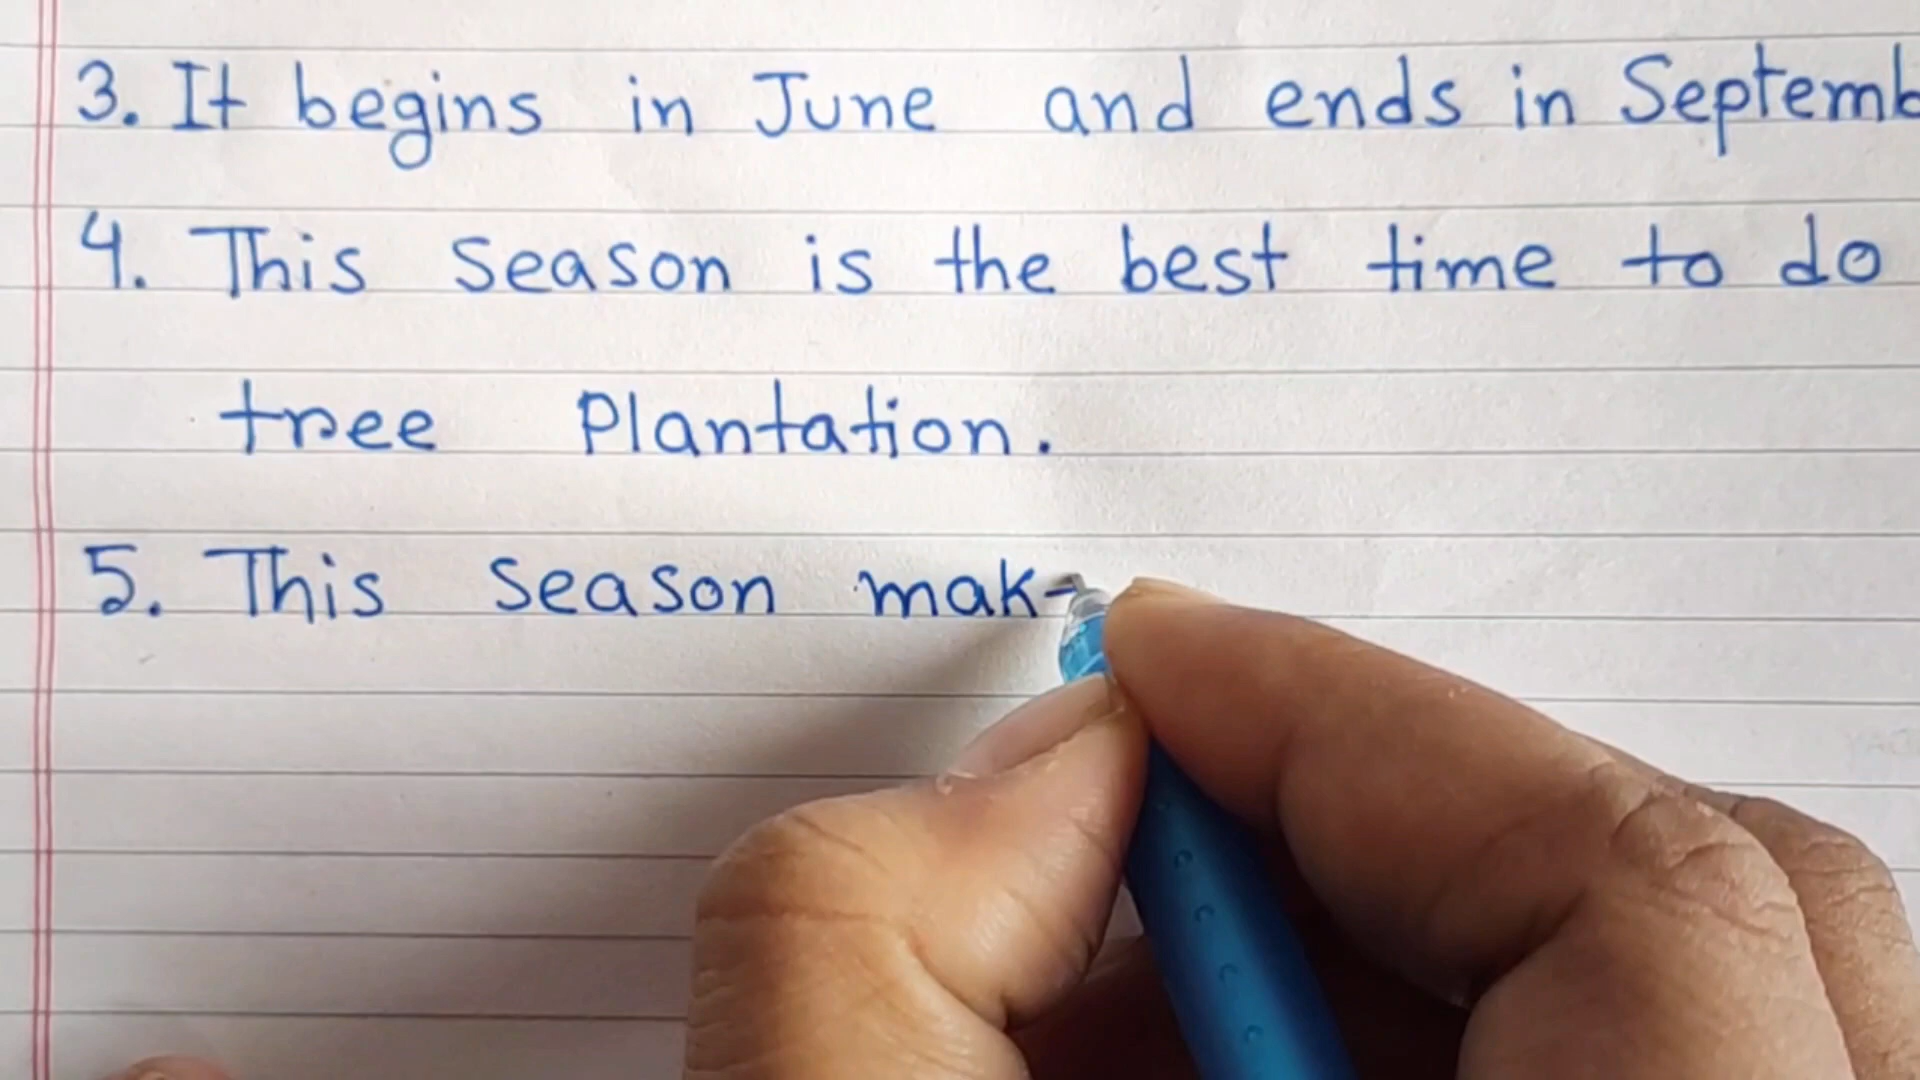 3. It begins in June and ends in Septemb
4. This season is the best time to do
tree Plantation.
5. This season mak